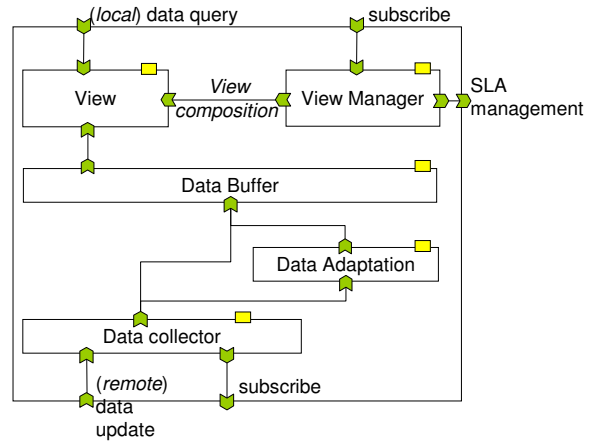 (local) data query
subscribe
View
View
composition
View Manager
SLA
management
Data Buffer
Data Adaptation
Data collector
(remote)
data
update
subscribe